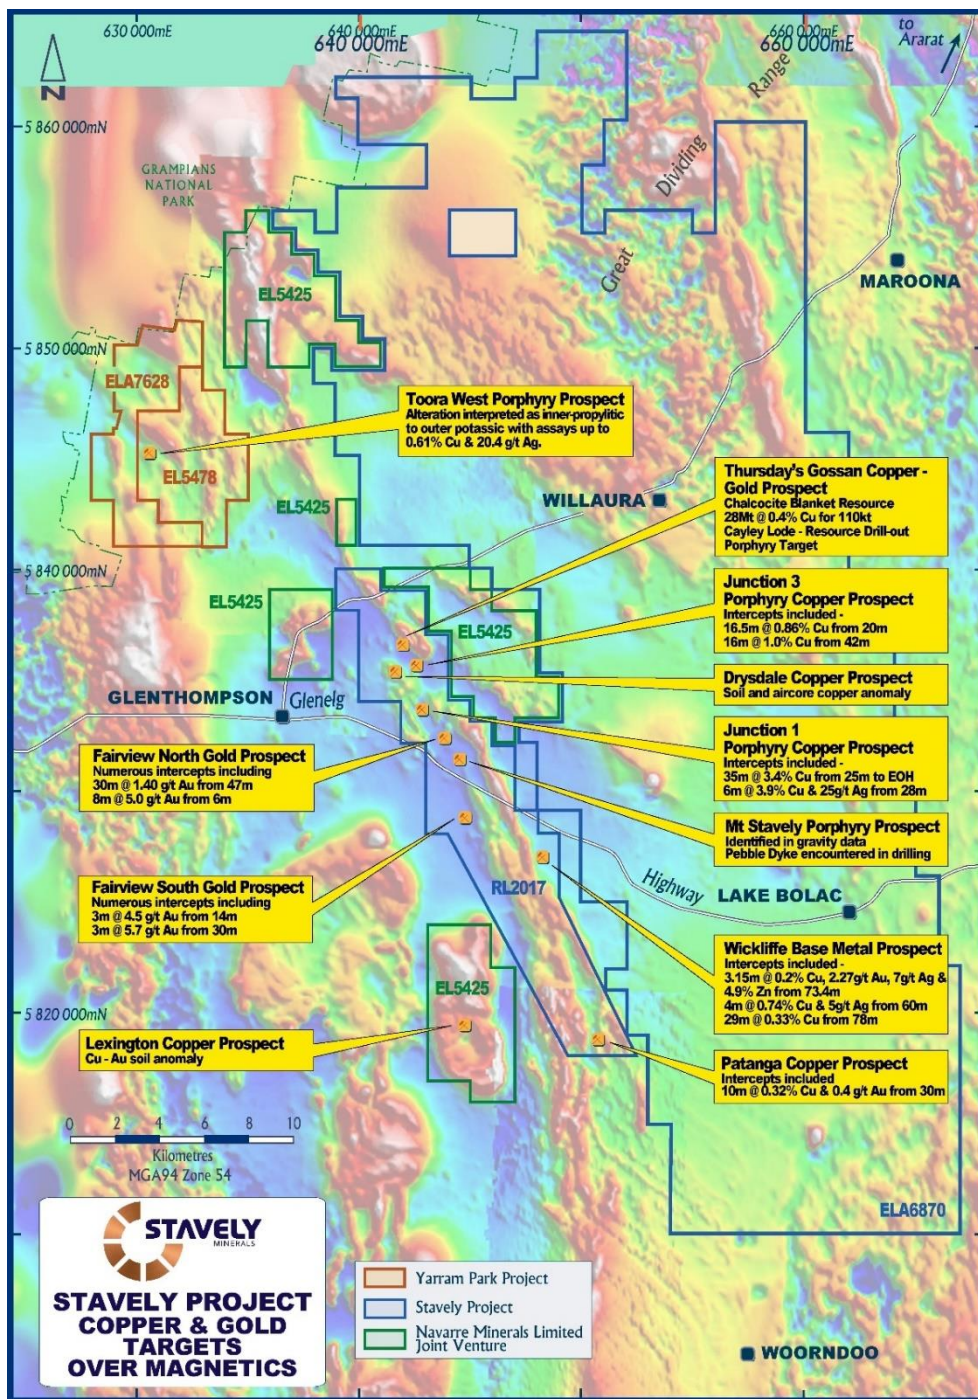 630 000mE
640 000mE
640 000mE
660 000mE
660 000mE
to
Ararat
N
5 860 000mN
GRAMPIANS
NATIONAL
PARK
Great
Dividing
Range
MAROONA
EL5425
5 850 000mN
ELA7628
EL5478
Toora West Porphyry Prospect
Alteration interpreted as inner-propylitic
to outer potassic with assays up to
0.61% Cu & 20.4 g/t Ag.
EL5425
WILLAURA
Thursday's Gossan Copper -
Gold Prospect
Chalcocite Blanket Resource
28Mt @ 0.4% Cu for 110kt
Cayley Lode - Resource Drill-out
Porphyry Target
5 840 000mN
EL5425
EL5425
Junction 3
Porphyry Copper Prospect
Intercepts included -
16.5m @ 0.86% Cu from 20m
16m @ 1.0% Cu from 42m
Drysdale Copper Prospect
Soil and aircore copper anomaly
GLENTHOMPSON
Glenelg
Junction 1
Porphyry Copper Prospect
Intercepts included -
35m @ 3.4% Cu from 25m to EOH
6m @ 3.9% Cu & 25g/t Ag from 28m
Fairview North Gold Prospect
Numerous intercepts including
30m @ 1.40 g/t Au from 47m
8m @ 5.0 g/t Au from 6m
Mt Stavely Porphyry Prospect
Identified in gravity data
Pebble Dyke encountered in drilling
Fairview South Gold Prospect
Numerous intercepts including
3m @ 4.5 g/t Au from 14m
3m @ 5.7 g/t Au from 30m
RL2017
Highway
LAKE BOLAC
Wickliffe Base Metal Prospect
Intercepts included -
3.15m @ 0.2% Cu, 2.27g/t Au, 7g/t Ag &
4.9% Zn from 73.4m
4m @ 0.74% Cu & 5g/t Ag from 60m
29m @ 0.33% Cu from 78m
EL5425
5 820 000mN
Lexington Copper Prospect
Cu - Au soil anomaly
Patanga Copper Prospect
Intercepts included
10m @ 0.32% Cu & 0.4 g/t Au from 30m
0 2 4 6 8 10
Kilometres
MGA94 Zone 54
ELA6870
STAVELY
MINERALS
STAVELY PROJECT
COPPER & GOLD
TARGETS
OVER MAGNETICS
Yarram Park Project
Stavely Project
Navarre Minerals Limited
Joint Venture
WOORNDOO